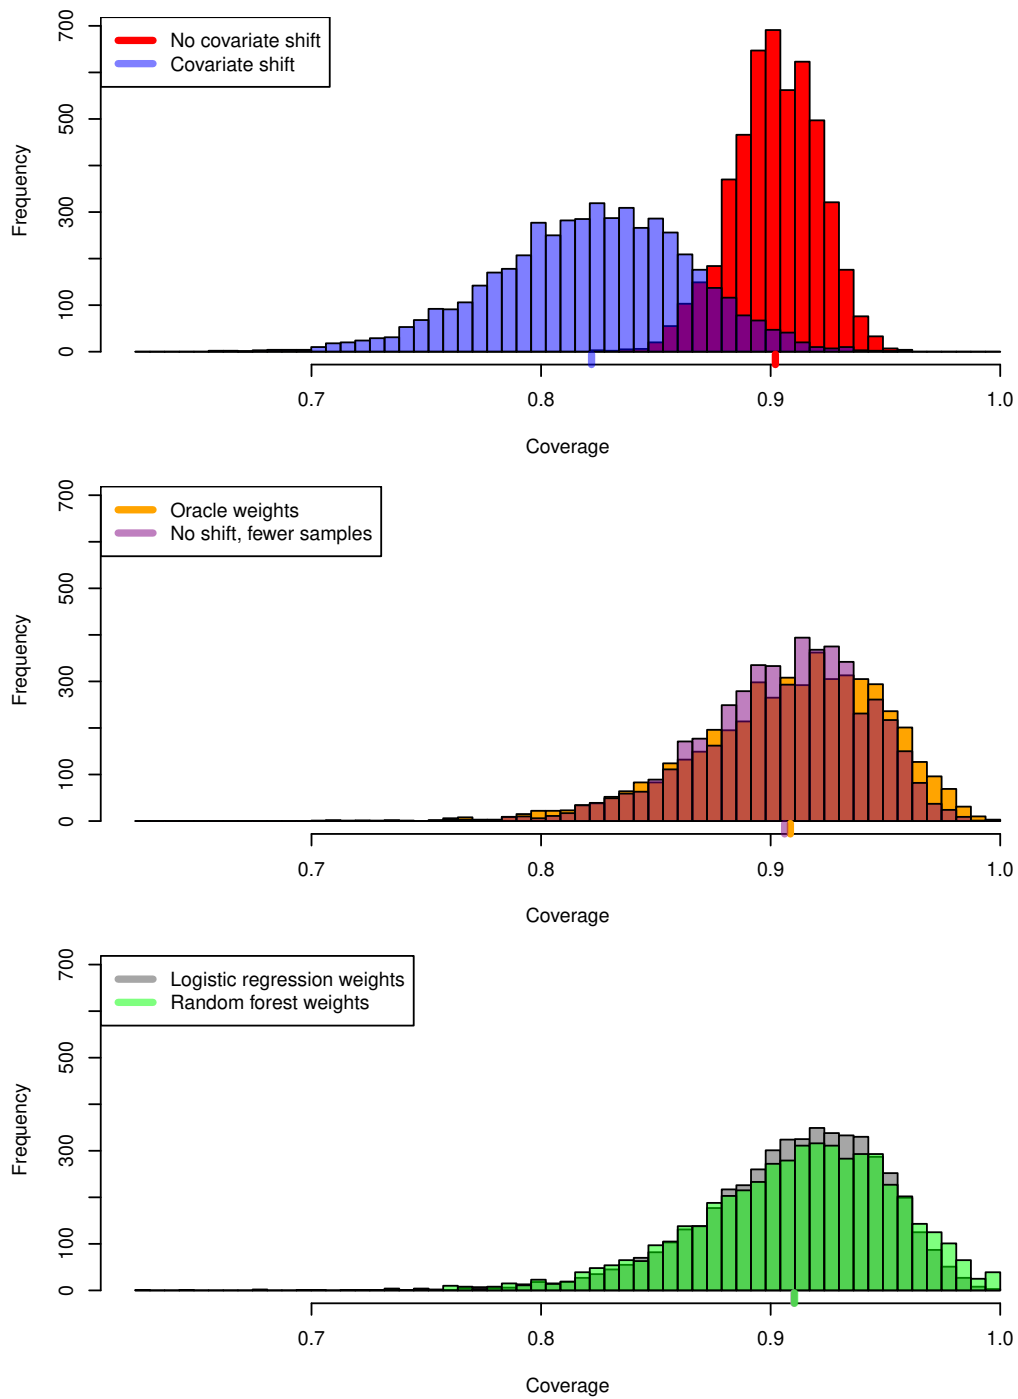 No covariate shift
Covariate shift
700
500
300
100
0
Frequency
0.7 0.8 0.9 1.0
Coverage
Oracle weights
No shift, fewer samples
700
500
300
100
0
Frequency
0.7 0.8 0.9 1.0
Coverage
Logistic regression weights
Random forest weights
700
500
300
100
0
Frequency
0.7 0.8 0.9 1.0
Coverage